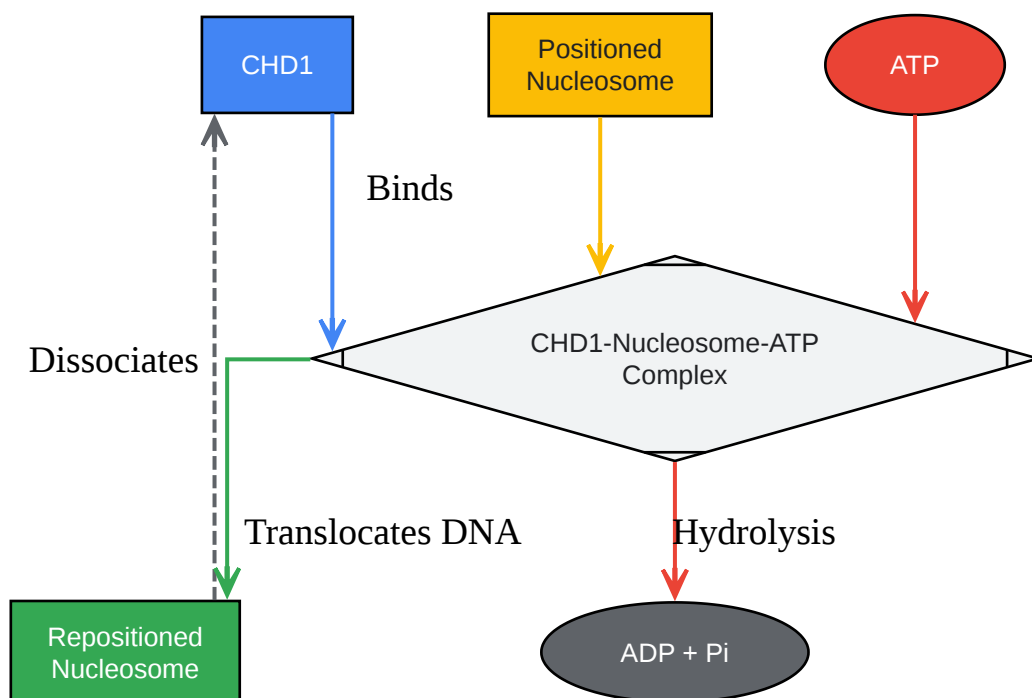 CHD1
Positioned
Nucleosome
ATP
Binds
CHD1-Nucleosome-ATP
Complex
Dissociates
Translocates DNA
Hydrolysis
Repositioned
Nucleosome
ADP + Pi